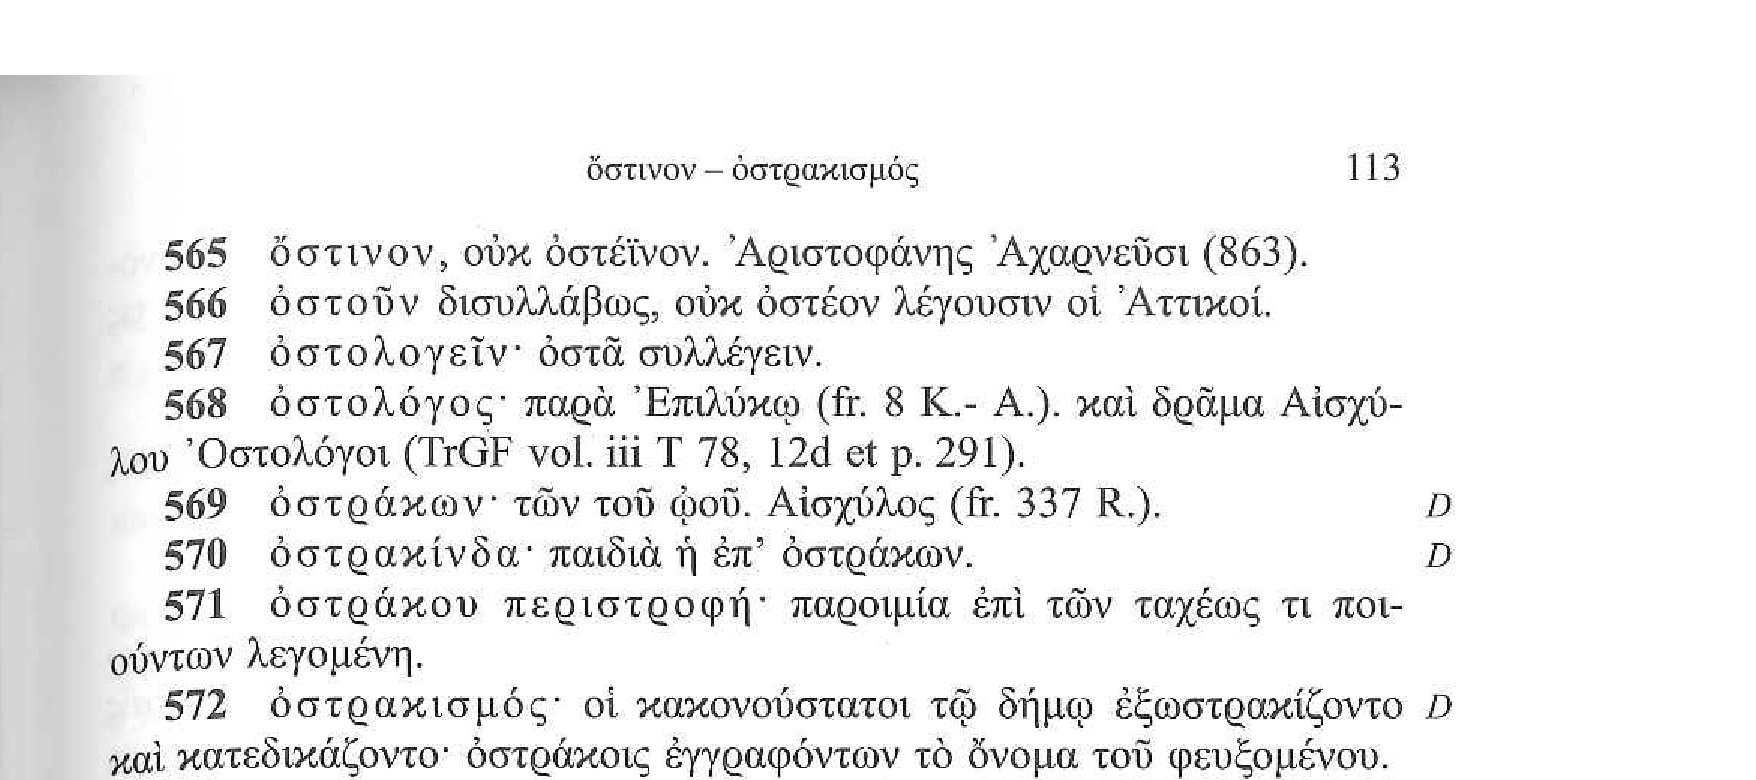 ὄστινον – ὀστρακισμός 113
565 ὄστινον, οὐκ ὀστέϊνον. Ἀριστοφάνης Ἀχαρνεῦσι (863).
566 ὀστοῦν δισυλλάβως, οὐκ ὀστέον λέγουσιν οἱ Ἀττικοί.
567 ὀστολογεῖν· ὀστᾶ συλλέγειν.
568 ὀστολόγος· παρὰ Ἐπιλύκῳ (fr. 8 K.- A.). καὶ δρᾶμα Αἰσχύ-
λου Ὀστολόγοι (TrGF vol. iii T 78, 12d et p. 291).
569 ὀστράκων· τῶν τοῦ ᾠοῦ. Αἰσχύλος (fr. 337 R.). D
570 ὀστρακίνδα· παιδιὰ ἡ ἐπ’ ὀστράκων. D
571 ὀστράκου περιστροφή· παροιμία ἐπὶ τῶν ταχέως τι ποι-
ούντων λεγομένη.
572 ὀστρακισμός· οἱ κακονούστατοι τῷ δήμῳ ἐξωστρακίζοντο D
καὶ κατεδικάζοντο· ὀστράκοις ἐγγραφόντων τὸ ὄνομα τοῦ φευξομένου.